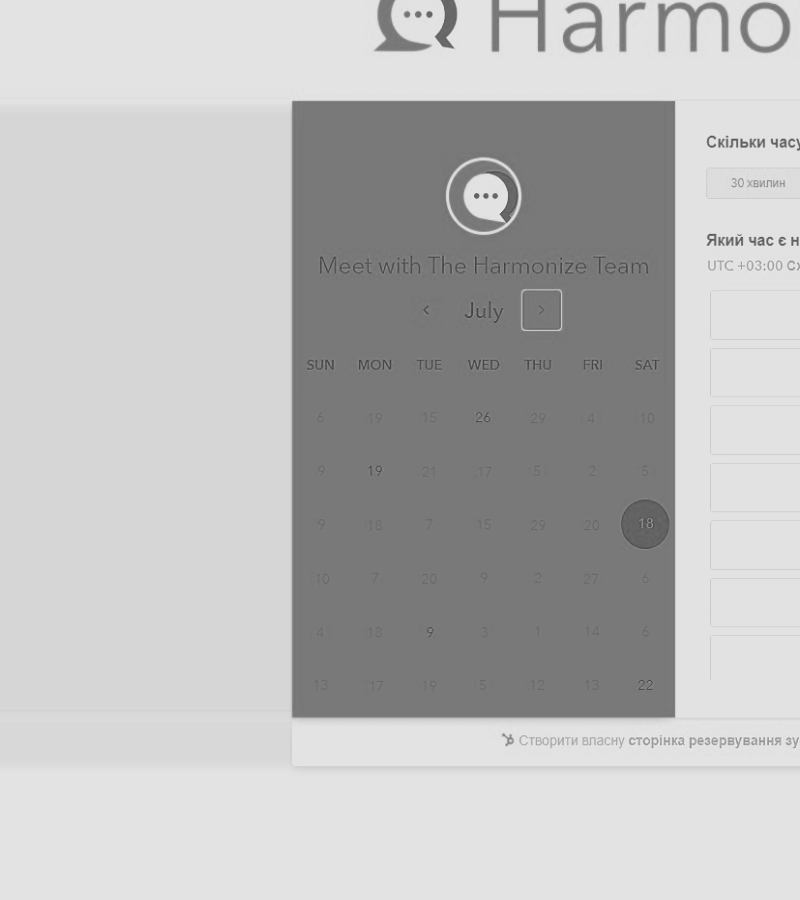 Harmo
Meet with The Harmonize Team
July
SUN MON TUE WED THU FRI SAT
6 19 15 26 29 4 10
9 19 21 17 5 2 5
9 18 7 15 29 20 18
10 7 20 9 2 27 6
4 18 9 3 1 14 6
13 17 19 5 12 13 22
Скільки часу
30 хвилин
Який час є н
UTC +03:00 Сх
Створити власну сторінка резервування зу